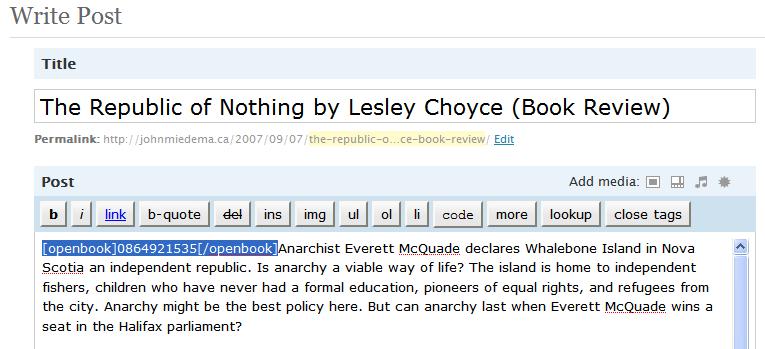 Write Post
Title
The Republic of Nothing by Lesley Choyce (Book Review)
Permalink: http://johnmiedema.ca/2007/09/07/the-republic-o...ce-book-review/ Edit
Post Add media:
b i link b-quote del ins img ul ol li code more lookup close tags
[openbook]0864921535[/openbook]Anarchist Everett McQuade declares Whalebone Island in Nova
Scotia an independent republic. Is anarchy a viable way of life? The island is home to independent
fishers, children who have never had a formal education, pioneers of equal rights, and refugees from
the city. Anarchy might be the best policy here. But can anarchy last when Everett McQuade wins a
seat in the Halifax parliament?